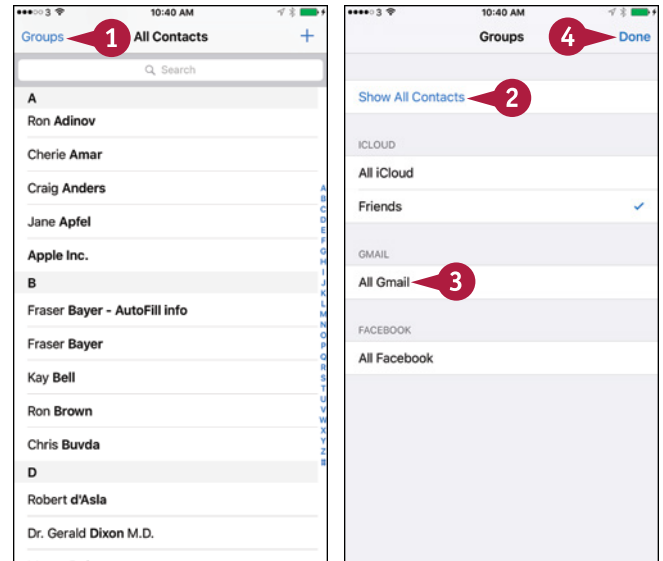 3 10:40 AM
Groups 1 All Contacts +
Search
A
Ron Adinov
Cherie Amar
Craig Anders
Jane Apfel
Apple Inc.
B
Fraser Bayer - AutoFill info
Fraser Bayer
Kay Bell
Ron Brown
Chris Buvda
D
Robert d'Asla
Dr. Gerald Dixon M.D.
A
B
C
D
E
F
G
H
I
J
K
L
M
N
O
P
Q
R
S
T
U
V
W
X
Y
Z
#
3 10:40 AM
Groups 4 Done
Show All Contacts 2
ICLOUD
All iCloud
Friends
GMAIL
All Gmail 3
FACEBOOK
All Facebook